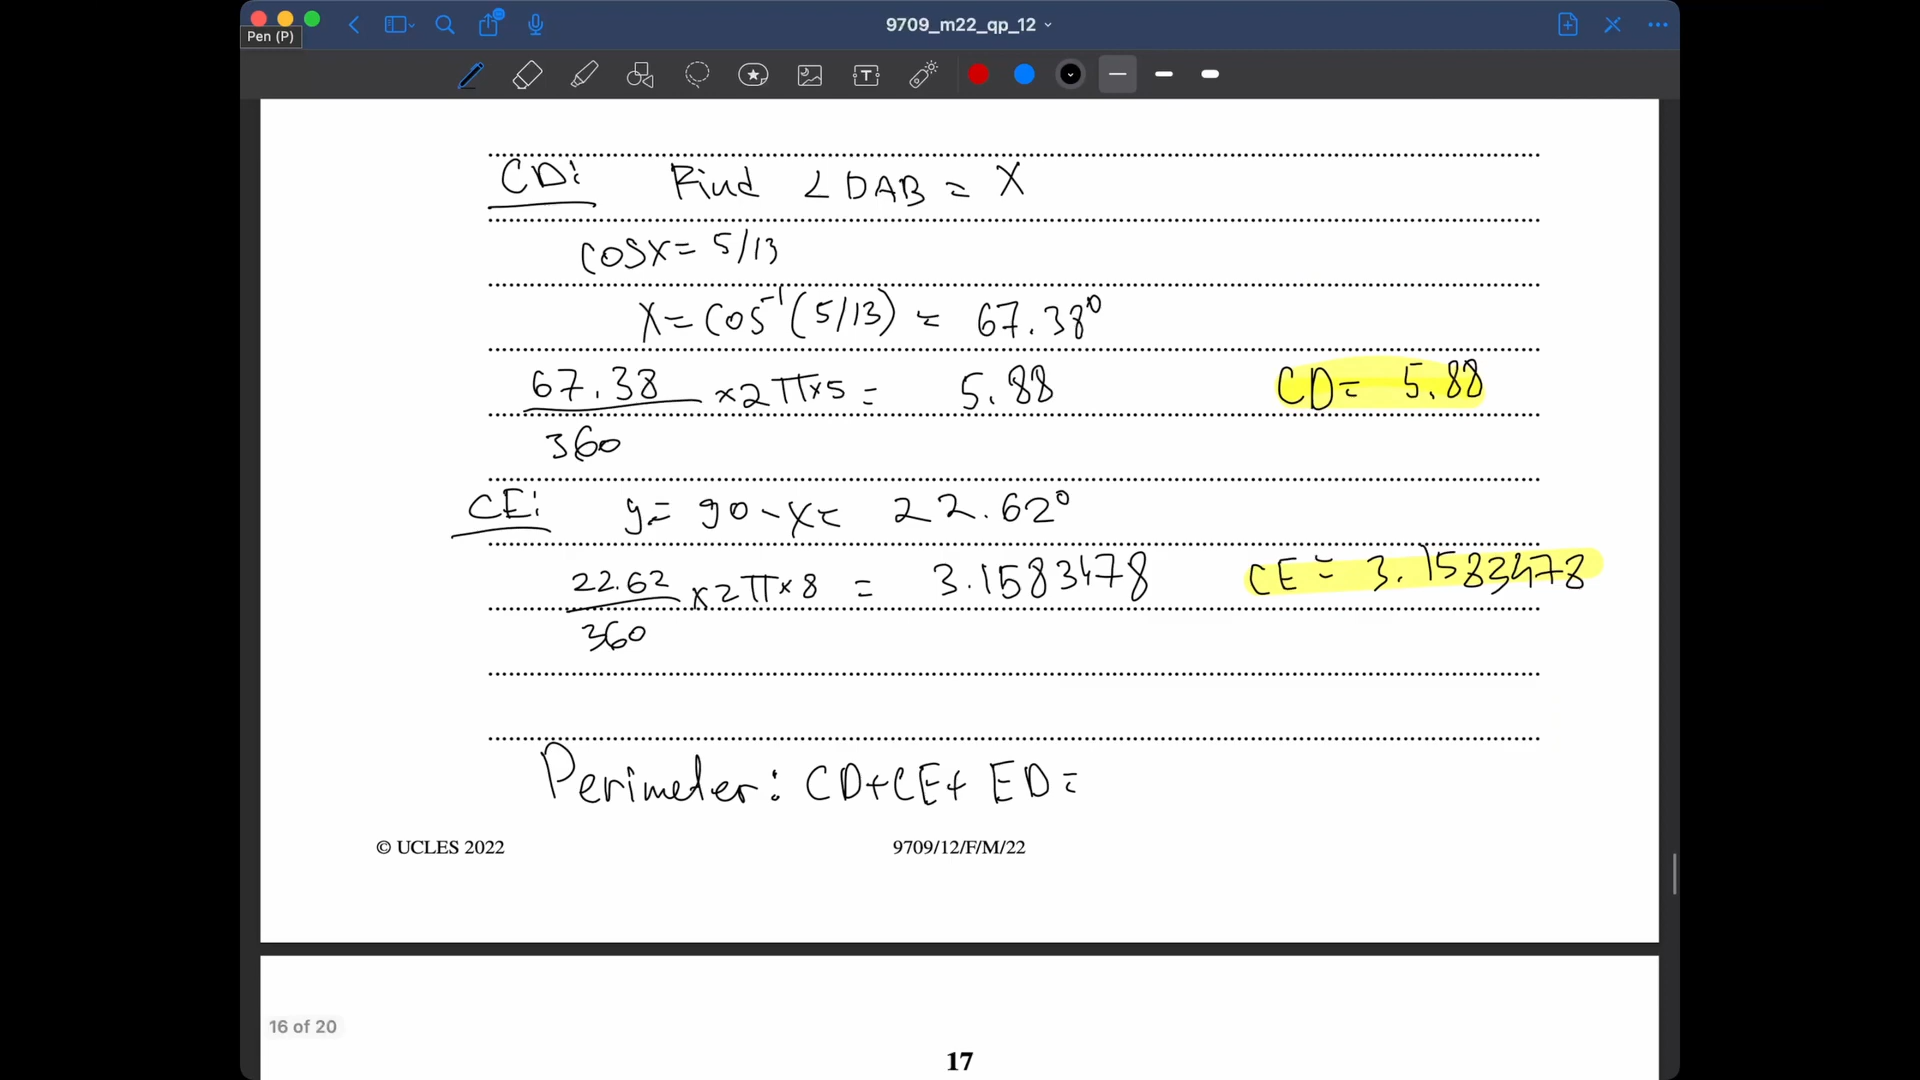 Pen (P)
9709_m22_qp_12
CD: Find ∠DAB = X
cosx = 5/13
X = cos⁻¹(5/13) = 67.38°
67.38/360 ×2π×5 = 5.88 CD = 5.88
CE: y = 90 - x = 22.62°
22.62/360 ×2π×8 = 3.1583478 CE = 3.1583478
Perimeter: CD+CE+ ED =
© UCLES 2022 9709/12/F/M/22
16 of 20
17